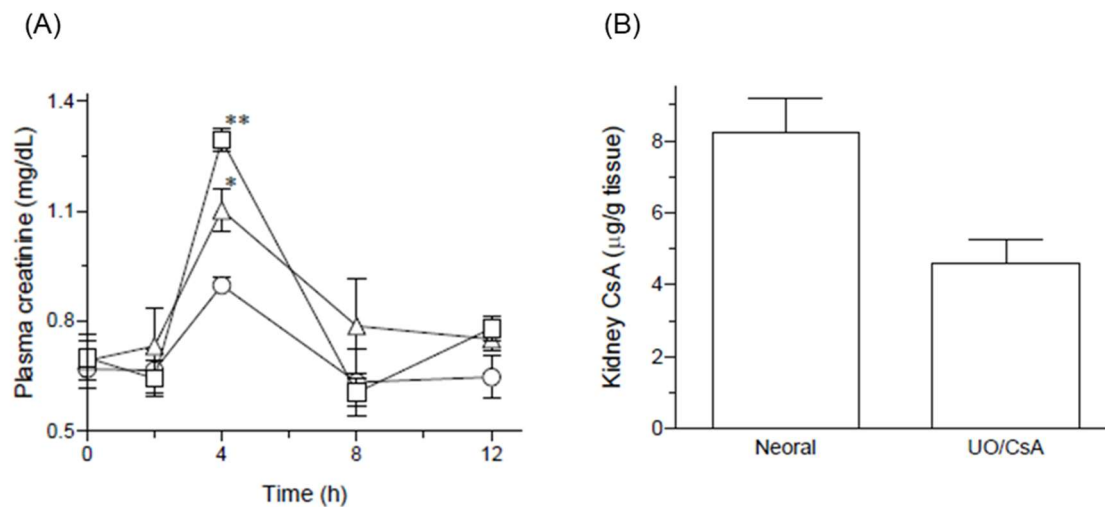 (A)
(B)
Plasma creatinine (mg/dL)
1.4
1.1
0.8
0.5
**
*
0
4
8
12
Time (h)
Kidney CsA (μg/g tissue)
8
6
4
2
0
Neoral
UO/CsA